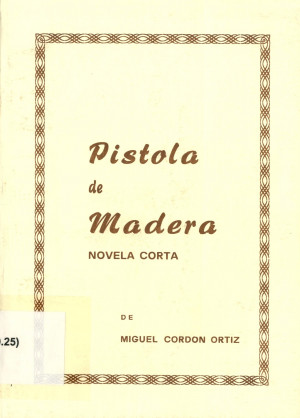 Pistola
de
Madera
NOVELA CORTA
DE
MIGUEL CORDON ORTIZ
.25)